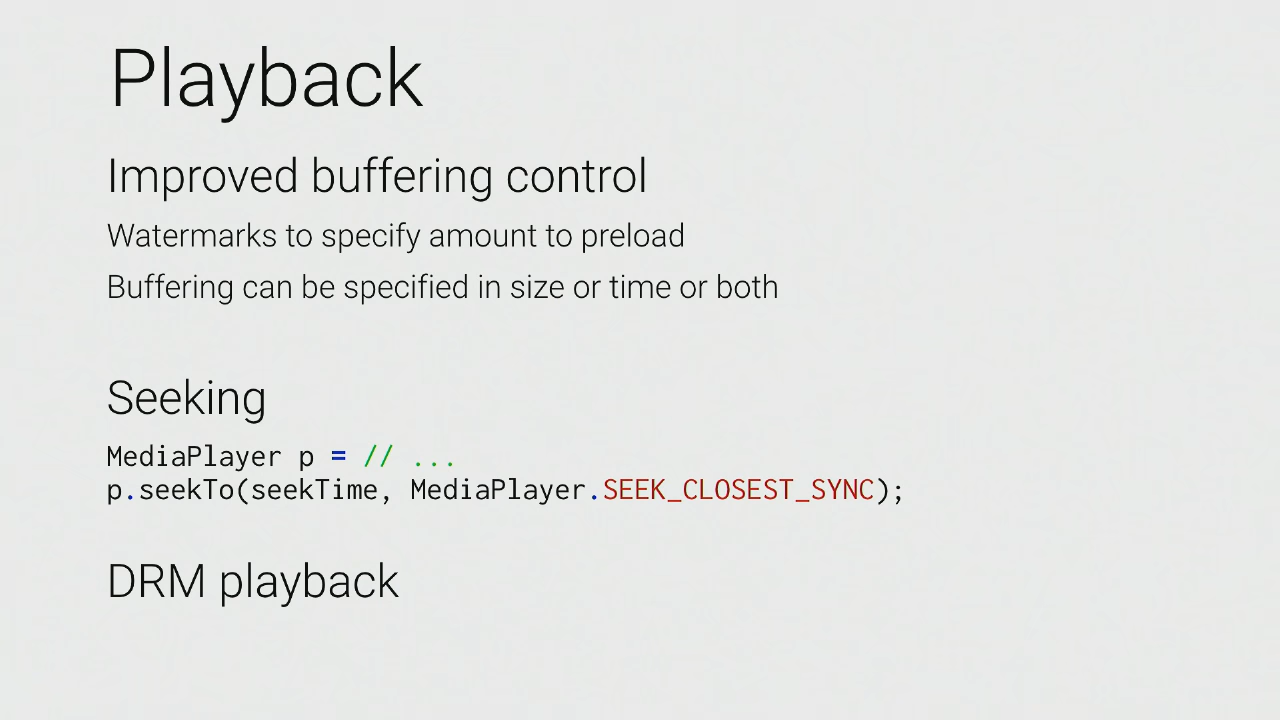 Playback
Improved buffering control
Watermarks to specify amount to preload
Buffering can be specified in size or time or both
Seeking
MediaPlayer p = // ...
p.seekTo(seekTime, MediaPlayer.SEEK_CLOSEST_SYNC);
DRM playback